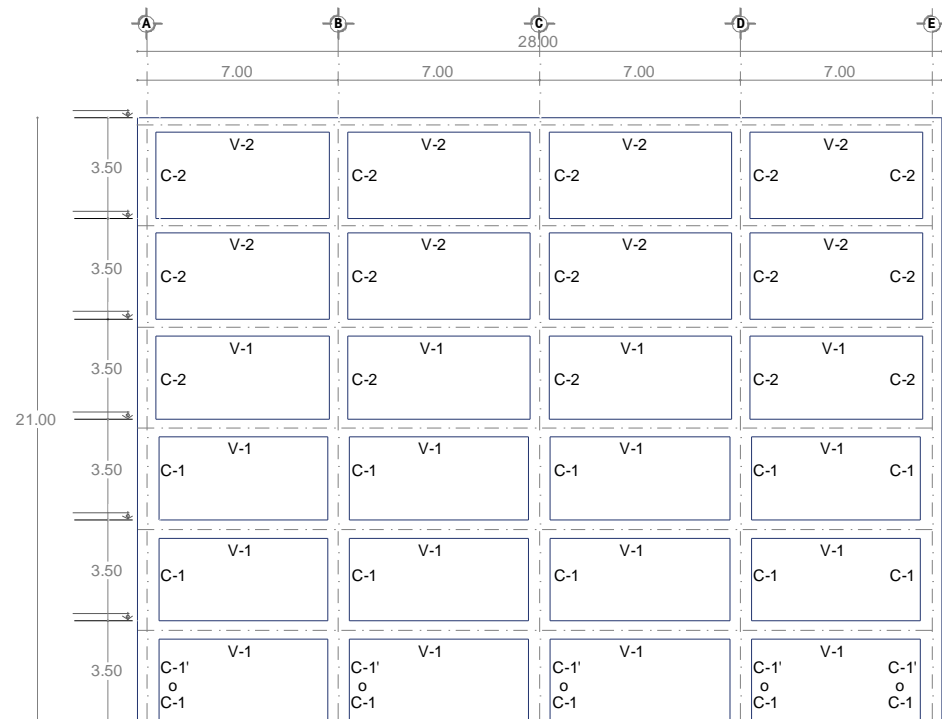 A B C D E
28.00
7.00 7.00 7.00 7.00
V-2 V-2 V-2 V-2
3.50 C-2 C-2 C-2 C-2 C-2
V-2 V-2 V-2 V-2
3.50 C-2 C-2 C-2 C-2 C-2
V-1 V-1 V-1 V-1
3.50 C-2 C-2 C-2 C-2 C-2
21.00
V-1 V-1 V-1 V-1
3.50 C-1 C-1 C-1 C-1 C-1
V-1 V-1 V-1 V-1
3.50 C-1 C-1 C-1 C-1 C-1
V-1 V-1 V-1 V-1
3.50 C-1' C-1' C-1' C-1' C-1'
o o o o o
C-1 C-1 C-1 C-1 C-1